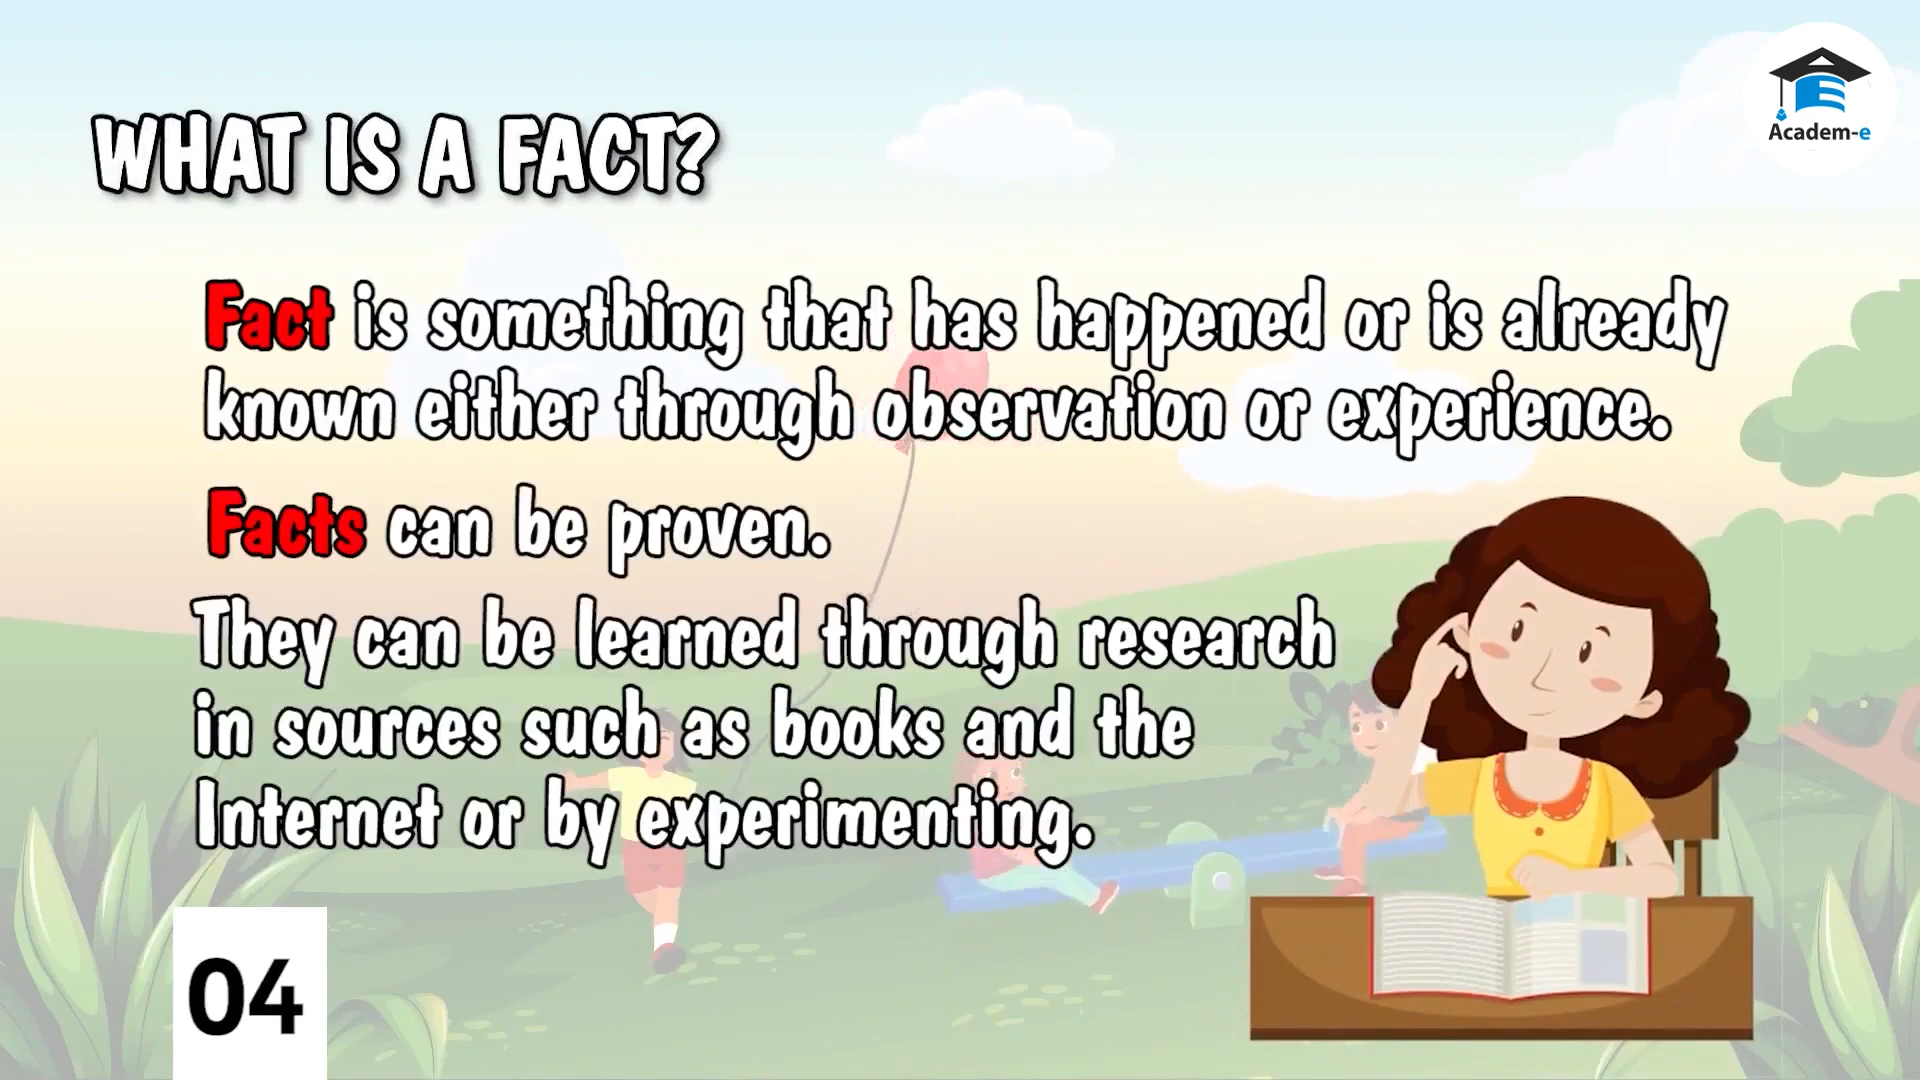 Academ-e
WHAT IS A FACT?
Fact is something that has happened or is already
known either through observation or experience.
Facts can be proven.
They can be learned through research
in sources such as books and the
Internet or by experimenting.
04